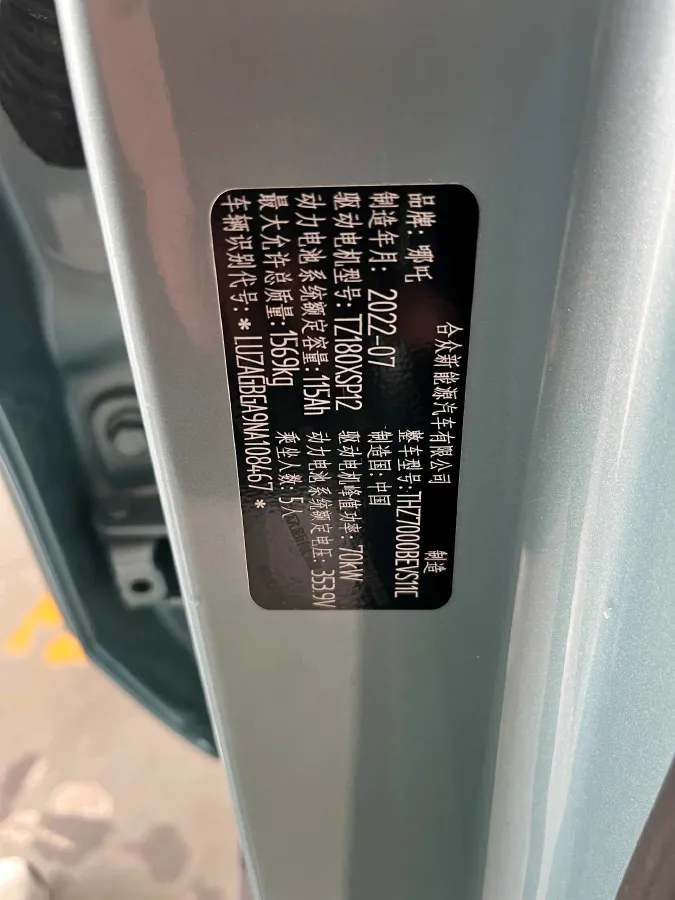 合众新能源汽车有限公司 制造
品牌: 哪吒 整车型号: THZ7000BEVS11C
制造年月: 2022-07 制造国: 中国
驱动电机型号: TZ180XSP12 驱动电机峰值功率: 70kW
动力电池系统额定容量: 115Ah 动力电池系统额定电压: 353.9V
最大允许总质量: 1569kg 乘坐人数: 5人
车辆识别代号: * LUZAGBGA9NA108467 *